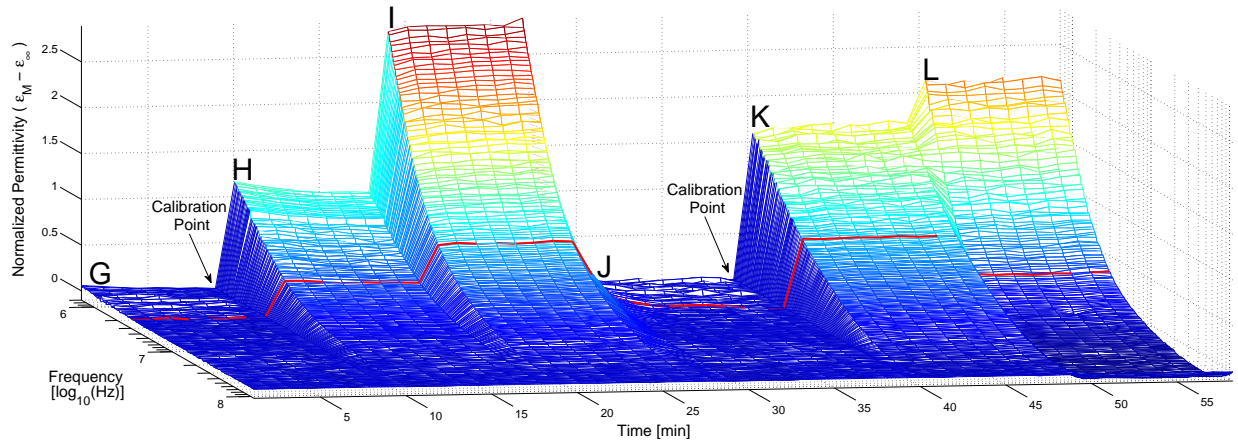 Normalized Permittivity ( ε_M − ε_∞ )
2.5
2
1.5
1
0.5
0
G
H
I
J
K
L
Calibration
Point
Calibration
Point
6
7
8
Frequency
[log_10(Hz)]
5
10
15
20
25
30
35
40
45
50
55
Time [min]